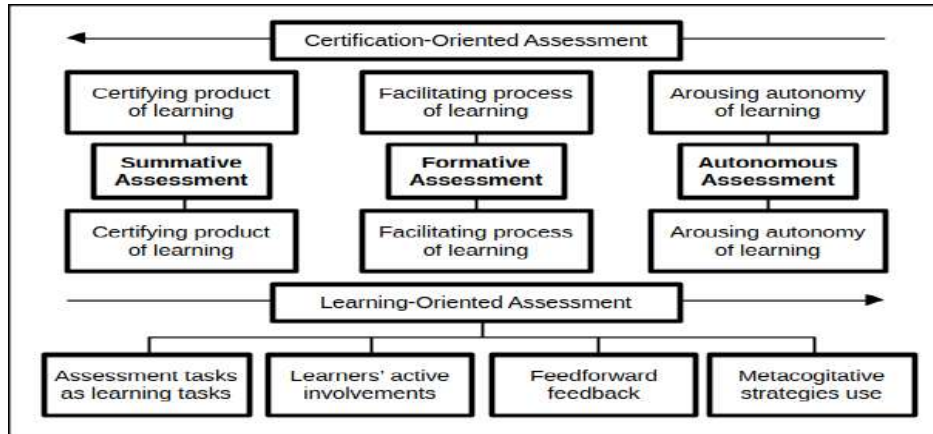 Certification-Oriented Assessment
Certifying product
of learning
Facilitating process
of learning
Arousing autonomy
of learning
Summative
Assessment
Formative
Assessment
Autonomous
Assessment
Certifying product
of learning
Facilitating process
of learning
Arousing autonomy
of learning
Learning-Oriented Assessment
Assessment tasks
as learning tasks
Learners' active
involvements
Feedforward
feedback
Metacogitative
strategies use